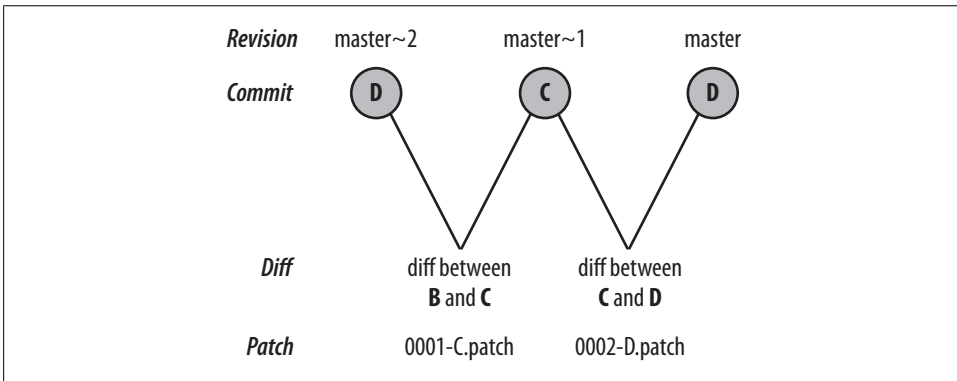 Revision master~2 master~1 master
Commit D C D
Diff diff between diff between
B and C C and D
Patch 0001-C.patch 0002-D.patch